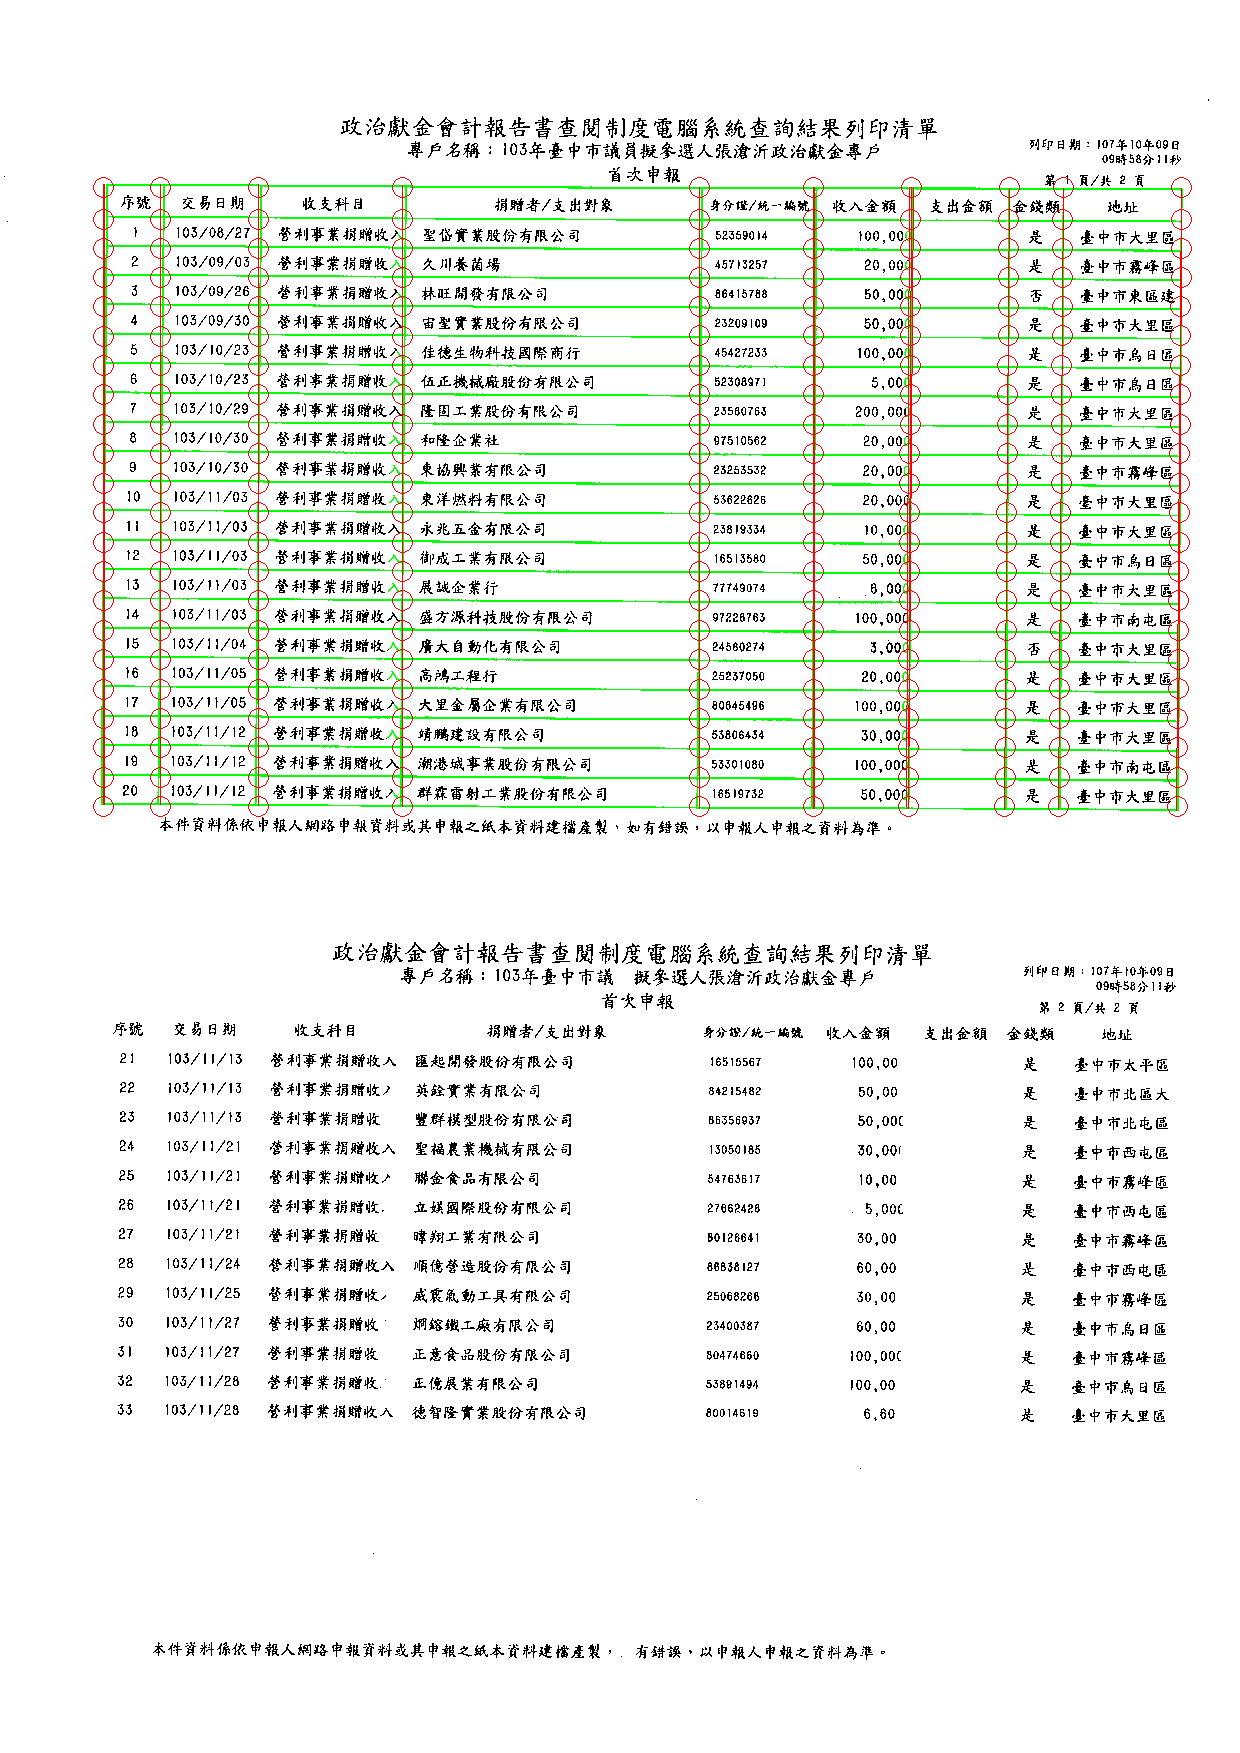 政治獻金會計報告書查閱制度電腦系統查詢結果列印清單
專戶名稱：103年臺中市議員擬參選人張滄沂政治獻金專戶
列印日期：107年10年09日
09時58分11秒
首次申報
第 1 頁/共 2 頁
序號 交易日期 收支科目 捐贈者/支出對象 身分證/統一編號 收入金額 支出金額 金錢類 地址
1 103/08/27 營利事業捐贈收入 聖岱實業股份有限公司 52359014 100,00 是 臺中市大里區
2 103/09/03 營利事業捐贈收入 久川養菌場 45713257 20,00 是 臺中市霧峰區
3 103/09/26 營利事業捐贈收入 林旺開發有限公司 86415788 50,00 否 臺中市東區建
4 103/09/30 營利事業捐贈收入 宙聖實業股份有限公司 23209109 50,00 是 臺中市大里區
5 103/10/23 營利事業捐贈收入 佳德生物科技國際商行 45427233 100,00 是 臺中市烏日區
6 103/10/23 營利事業捐贈收入 伍正機械廠股份有限公司 52308971 5,00 是 臺中市烏日區
7 103/10/29 營利事業捐贈收入 隆固工業股份有限公司 23560763 200,00 是 臺中市大里區
8 103/10/30 營利事業捐贈收入 和隆企業社 97510562 20,00 是 臺中市大里區
9 103/10/30 營利事業捐贈收入 東協興業有限公司 23253532 20,00 是 臺中市霧峰區
10 103/11/03 營利事業捐贈收入 東洋燃料有限公司 53622626 20,00 是 臺中市大里區
11 103/11/03 營利事業捐贈收入 永兆五金有限公司 23819334 10,00 是 臺中市大里區
12 103/11/03 營利事業捐贈收入 御成工業有限公司 16513580 50,00 是 臺中市烏日區
13 103/11/03 營利事業捐贈收入 展誠企業行 77749074 6,00 是 臺中市大里區
14 103/11/03 營利事業捐贈收入 盛方源科技股份有限公司 97228763 100,00 是 臺中市南屯區
15 103/11/04 營利事業捐贈收入 廣大自動化有限公司 24560274 3,00 否 臺中市大里區
16 103/11/05 營利事業捐贈收入 高鴻工程行 25237050 20,00 是 臺中市大里區
17 103/11/05 營利事業捐贈收入 大里金屬企業有限公司 80645496 100,00 是 臺中市大里區
18 103/11/12 營利事業捐贈收入 靖鵬建設有限公司 53806434 30,00 是 臺中市大里區
19 103/11/12 營利事業捐贈收入 潮港城事業股份有限公司 53301080 100,00 是 臺中市南屯區
20 103/11/12 營利事業捐贈收入 群霖雷射工業股份有限公司 16519732 50,00 是 臺中市大里區
本件資料係依申報人網路申報資料或其申報之紙本資料建檔產製，如有錯誤，以申報人申報之資料為準。
政治獻金會計報告書查閱制度電腦系統查詢結果列印清單
專戶名稱：103年臺中市議 擬參選人張滄沂政治獻金專戶
列印日期：107年10年09日
09時58分11秒
首次申報
第 2 頁/共 2 頁
序號 交易日期 收支科目 捐贈者/支出對象 身分證/統一編號 收入金額 支出金額 金錢類 地址
21 103/11/13 營利事業捐贈收入 匯起開發股份有限公司 16515567 100,00 是 臺中市太平區
22 103/11/13 營利事業捐贈收 英銓實業有限公司 84215482 50,00 是 臺中市北區大
23 103/11/13 營利事業捐贈收 豐群模型股份有限公司 86356937 50,00 是 臺中市北屯區
24 103/11/21 營利事業捐贈收入 聖福農業機械有限公司 13050185 30,00 是 臺中市西屯區
25 103/11/21 營利事業捐贈收 聯金食品有限公司 54763617 10,00 是 臺中市霧峰區
26 103/11/21 營利事業捐贈收 立娸國際股份有限公司 27662428 5,00 是 臺中市西屯區
27 103/11/21 營利事業捐贈收 暐翔工業有限公司 80126641 30,00 是 臺中市霧峰區
28 103/11/24 營利事業捐贈收入 順億營造股份有限公司 86838127 60,00 是 臺中市西屯區
29 103/11/25 營利事業捐贈收 威震氣動工具有限公司 25068266 30,00 是 臺中市霧峰區
30 103/11/27 營利事業捐贈收 烱鎔鐵工廠有限公司 23400387 60,00 是 臺中市烏日區
31 103/11/27 營利事業捐贈收 正意食品股份有限公司 80474660 100,00 是 臺中市霧峰區
32 103/11/28 營利事業捐贈收 正億展業有限公司 53891494 100,00 是 臺中市烏日區
33 103/11/28 營利事業捐贈收入 德智隆實業股份有限公司 80014619 6,60 是 臺中市大里區
本件資料係依申報人網路申報資料或其申報之紙本資料建檔產製， 有錯誤，以申報人申報之資料為準。